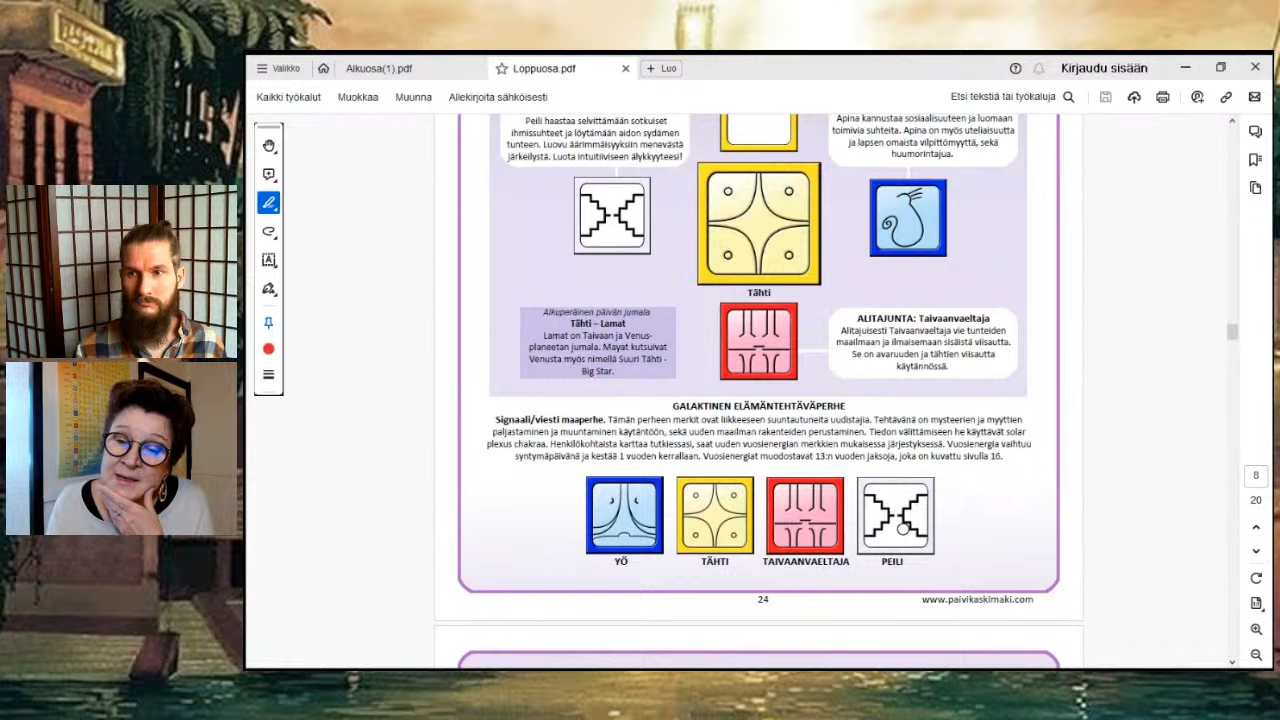 Valikko
Alkuosa(1).pdf
Loppuosa.pdf
Luo
Kirjaudu sisään
Kaikki työkalut
Muokkaa
Muunna
Allekirjoita sähköisesti
Etsi tekstiä tai työkaluja
Peili haastaa selvittämään sotkuiset
ihmissuhteet ja löytämään aidon sydämen
tunteen. Luovu äärimmäisyyksiin menevästä
järkeilystä. Luota intuitiiviseen älykkyyteesi!
Apina kannustaa sosiaalisuuteen ja luomaan
toimivia suhteita. Apina on myös uteliaisuutta
ja lapsen omaista vilpittömyyttä, sekä
huumorintajua.
Tähti
Alkuperäinen päivän jumala
Tähti – Lamat
Lamat on Taivaan ja Venus-
planeetan jumala. Mayat kutsuivat
Venusta myös nimellä Suuri Tähti -
Big Star.
ALITAJUNTA: Taivaanvaeltaja
Alitajuisesti Taivaanvaeltaja vie tunteiden
maailmaan ja ilmaisemaan sisäistä viisautta.
Se on avaruuden ja tähtien viisautta
käytännössä.
GALAKTINEN ELÄMÄNTEHTÄVÄPERHE
Signaali/viesti maaperhe. Tämän perheen merkit ovat liikkeeseen suuntautuneita uudistajia. Tehtävänä on mysteerien ja myyttien
paljastaminen ja muuntaminen käytäntöön, sekä uuden maailman rakenteiden perustaminen. Tiedon välittämiseen he käyttävät solar
plexus chakraa. Henkilökohtaista karttaa tutkiessasi, saat uuden vuosienergian merkkien mukaisessa järjestyksessä. Vuosienergia vaihtuu
syntymäpäivänä ja kestää 1 vuoden kerrallaan. Vuosienergiat muodostavat 13:n vuoden jaksoja, joka on kuvattu sivulla 16.
YÖ
TÄHTI
TAIVAANVAELTAJA
PEILI
24
www.paivikaskimaki.com
8
20